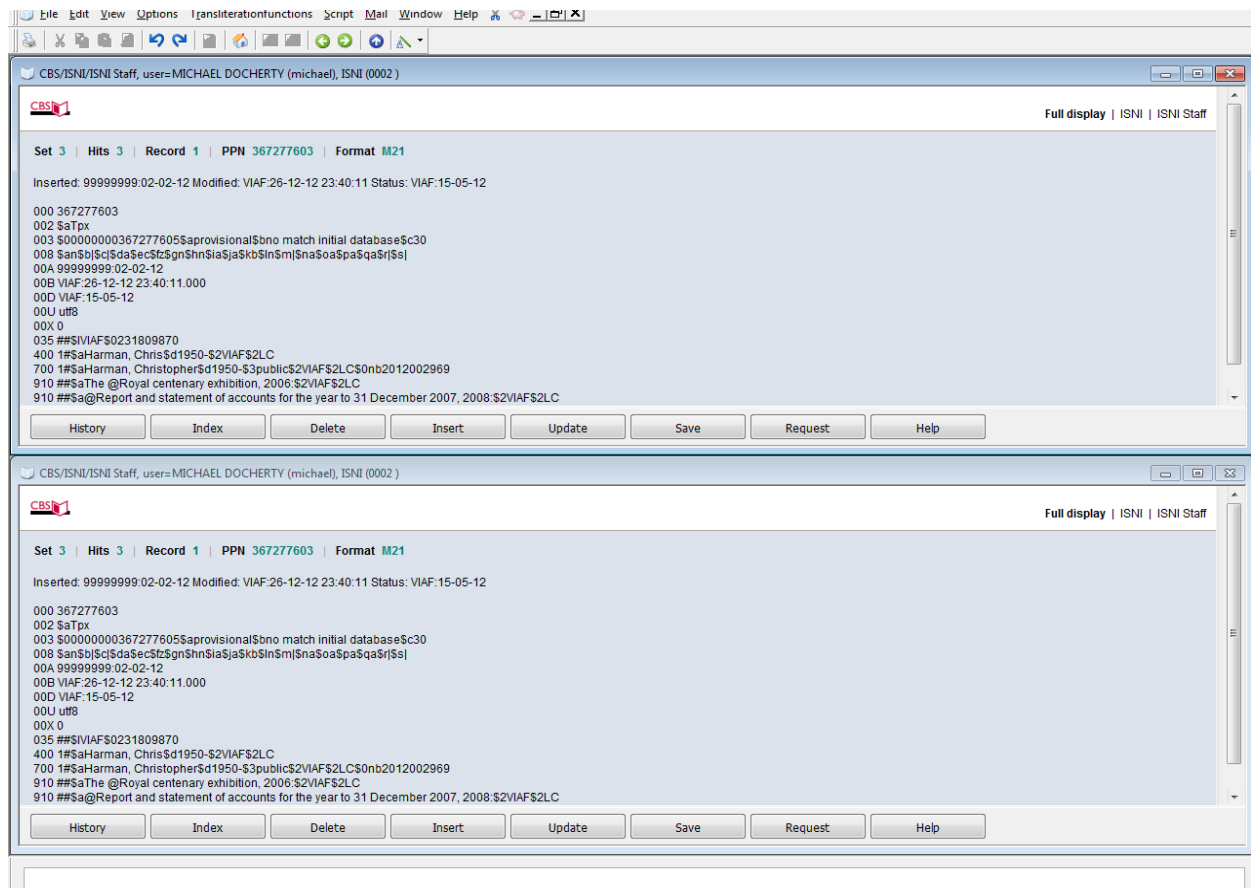 File Edit View Options Transliterationfunctions Script Mail Window Help
CBS/ISNI/ISNI Staff, user=MICHAEL DOCHERTY (michael), ISNI (0002 )
CBS
Full display | ISNI | ISNI Staff
Set 3 | Hits 3 | Record 1 | PPN 367277603 | Format M21
Inserted: 99999999:02-02-12 Modified: VIAF:26-12-12 23:40:11 Status: VIAF:15-05-12
000 367277603
002 $aTpx
003 $00000000367277605$aprovisional$bno match initial database$c30
008 $an$b|$c|$da$ec$fz$gn$hn$ia$ja$kb$ln$m|$na$oa$pa$qa$r|$s|
00A 99999999:02-02-12
00B VIAF:26-12-12 23:40:11.000
00D VIAF:15-05-12
00U utf8
00X 0
035 ##$IVIAF$0231809870
400 1#$aHarman, Chris$d1950-$2VIAF$2LC
700 1#$aHarman, Christopher$d1950-$3public$2VIAF$2LC$0nb2012002969
910 ##$aThe @Royal centenary exhibition, 2006:$2VIAF$2LC
910 ##$a@Report and statement of accounts for the year to 31 December 2007, 2008:$2VIAF$2LC
History Index Delete Insert Update Save Request Help
CBS/ISNI/ISNI Staff, user=MICHAEL DOCHERTY (michael), ISNI (0002 )
CBS
Full display | ISNI | ISNI Staff
Set 3 | Hits 3 | Record 1 | PPN 367277603 | Format M21
Inserted: 99999999:02-02-12 Modified: VIAF:26-12-12 23:40:11 Status: VIAF:15-05-12
000 367277603
002 $aTpx
003 $00000000367277605$aprovisional$bno match initial database$c30
008 $an$b|$c|$da$ec$fz$gn$hn$ia$ja$kb$ln$m|$na$oa$pa$qa$r|$s|
00A 99999999:02-02-12
00B VIAF:26-12-12 23:40:11.000
00D VIAF:15-05-12
00U utf8
00X 0
035 ##$IVIAF$0231809870
400 1#$aHarman, Chris$d1950-$2VIAF$2LC
700 1#$aHarman, Christopher$d1950-$3public$2VIAF$2LC$0nb2012002969
910 ##$aThe @Royal centenary exhibition, 2006:$2VIAF$2LC
910 ##$a@Report and statement of accounts for the year to 31 December 2007, 2008:$2VIAF$2LC
History Index Delete Insert Update Save Request Help